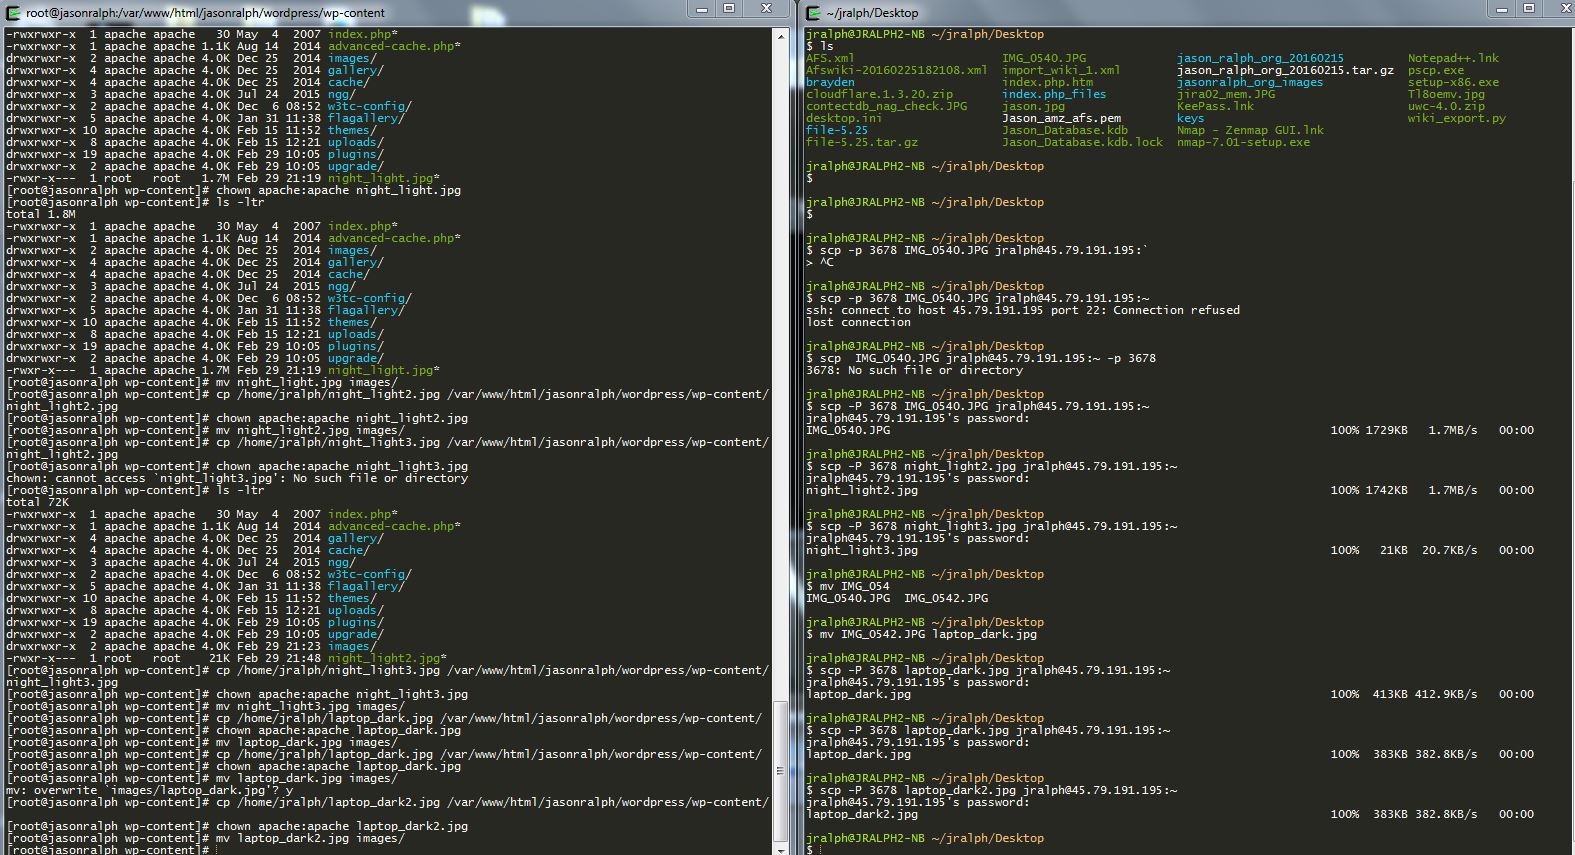 root@jasonralph:/var/www/html/jasonralph/wordpress/wp-content
-rwxrwxr-x  1 apache apache   30 May  4  2007 index.php*
-rwxrwxr-x  1 apache apache 1.1K Aug 14  2014 advanced-cache.php*
drwxrwxr-x  2 apache apache 4.0K Dec 25  2014 images/
drwxrwxr-x  4 apache apache 4.0K Dec 25  2014 gallery/
drwxrwxr-x  4 apache apache 4.0K Dec 25  2014 cache/
drwxrwxr-x  3 apache apache 4.0K Jul 24  2015 ngg/
drwxrwxr-x  2 apache apache 4.0K Dec  6 08:52 w3tc-config/
drwxrwxr-x  5 apache apache 4.0K Jan 31 11:38 flagallery/
drwxrwxr-x 10 apache apache 4.0K Feb 15 11:52 themes/
drwxrwxr-x  8 apache apache 4.0K Feb 15 12:21 uploads/
drwxrwxr-x 19 apache apache 4.0K Feb 29 10:05 plugins/
drwxrwxr-x  2 apache apache 4.0K Feb 29 10:05 upgrade/
-rwxr-x---  1 root   root   1.7M Feb 29 21:19 night_light.jpg*
[root@jasonralph wp-content]# chown apache:apache night_light.jpg
[root@jasonralph wp-content]# ls -ltr
total 1.8M
-rwxrwxr-x  1 apache apache   30 May  4  2007 index.php*
-rwxrwxr-x  1 apache apache 1.1K Aug 14  2014 advanced-cache.php*
drwxrwxr-x  2 apache apache 4.0K Dec 25  2014 images/
drwxrwxr-x  4 apache apache 4.0K Dec 25  2014 gallery/
drwxrwxr-x  4 apache apache 4.0K Dec 25  2014 cache/
drwxrwxr-x  3 apache apache 4.0K Jul 24  2015 ngg/
drwxrwxr-x  2 apache apache 4.0K Dec  6 08:52 w3tc-config/
drwxrwxr-x  5 apache apache 4.0K Jan 31 11:38 flagallery/
drwxrwxr-x 10 apache apache 4.0K Feb 15 11:52 themes/
drwxrwxr-x  8 apache apache 4.0K Feb 15 12:21 uploads/
drwxrwxr-x 19 apache apache 4.0K Feb 29 10:05 plugins/
drwxrwxr-x  2 apache apache 4.0K Feb 29 10:05 upgrade/
-rwxr-x---  1 apache apache 1.7M Feb 29 21:19 night_light.jpg*
[root@jasonralph wp-content]# mv night_light.jpg images/
[root@jasonralph wp-content]# cp /home/jralph/night_light2.jpg /var/www/html/jasonralph/wordpress/wp-content/
night_light2.jpg
[root@jasonralph wp-content]# chown apache:apache night_light2.jpg
[root@jasonralph wp-content]# mv night_light2.jpg images/
[root@jasonralph wp-content]# cp /home/jralph/night_light3.jpg /var/www/html/jasonralph/wordpress/wp-content/
night_light2.jpg
[root@jasonralph wp-content]# chown apache:apache night_light3.jpg
chown: cannot access `night_light3.jpg': No such file or directory
[root@jasonralph wp-content]# ls -ltr
total 72K
-rwxrwxr-x  1 apache apache   30 May  4  2007 index.php*
-rwxrwxr-x  1 apache apache 1.1K Aug 14  2014 advanced-cache.php*
drwxrwxr-x  4 apache apache 4.0K Dec 25  2014 gallery/
drwxrwxr-x  4 apache apache 4.0K Dec 25  2014 cache/
drwxrwxr-x  3 apache apache 4.0K Jul 24  2015 ngg/
drwxrwxr-x  2 apache apache 4.0K Dec  6 08:52 w3tc-config/
drwxrwxr-x  5 apache apache 4.0K Jan 31 11:38 flagallery/
drwxrwxr-x 10 apache apache 4.0K Feb 15 11:52 themes/
drwxrwxr-x  8 apache apache 4.0K Feb 15 12:21 uploads/
drwxrwxr-x 19 apache apache 4.0K Feb 29 10:05 plugins/
drwxrwxr-x  2 apache apache 4.0K Feb 29 10:05 upgrade/
drwxrwxr-x  2 apache apache 4.0K Feb 29 21:23 images/
-rwxr-x---  1 root   root    21K Feb 29 21:48 night_light2.jpg*
[root@jasonralph wp-content]# cp /home/jralph/night_light3.jpg /var/www/html/jasonralph/wordpress/wp-content/
night_light3.jpg
[root@jasonralph wp-content]# chown apache:apache night_light3.jpg
[root@jasonralph wp-content]# mv night_light3.jpg images/
[root@jasonralph wp-content]# cp /home/jralph/laptop_dark.jpg /var/www/html/jasonralph/wordpress/wp-content/
[root@jasonralph wp-content]# chown apache:apache laptop_dark.jpg
[root@jasonralph wp-content]# mv laptop_dark.jpg images/
[root@jasonralph wp-content]# cp /home/jralph/laptop_dark.jpg /var/www/html/jasonralph/wordpress/wp-content/
[root@jasonralph wp-content]# chown apache:apache laptop_dark.jpg
[root@jasonralph wp-content]# mv laptop_dark.jpg images/
mv: overwrite `images/laptop_dark.jpg'? y
[root@jasonralph wp-content]# cp /home/jralph/laptop_dark2.jpg /var/www/html/jasonralph/wordpress/wp-content/
[root@jasonralph wp-content]# chown apache:apache laptop_dark2.jpg
[root@jasonralph wp-content]# mv laptop_dark2.jpg images/
[root@jasonralph wp-content]#
~/jralph/Desktop
jralph@JRALPH2-NB ~/jralph/Desktop
$ ls
AFS.xml IMG_0540.JPG jason_ralph_org_20160215 Notepad++.lnk
Afswiki-20160225182108.xml import_wiki_1.xml jason_ralph_org_20160215.tar.gz pscp.exe
brayden index.php.htm jasonralph_org_images setup-x86.exe
cloudflare.1.3.20.zip index.php_files jira02_mem.JPG Tl8oemv.jpg
contectdb_nag_check.JPG jason.jpg KeePass.lnk uwc-4.0.zip
desktop.ini Jason_amz_afs.pem keys wiki_export.py
file-5.25 Jason_Database.kdb Nmap - Zenmap GUI.lnk
file-5.25.tar.gz Jason_Database.kdb.lock nmap-7.01-setup.exe
jralph@JRALPH2-NB ~/jralph/Desktop
$
jralph@JRALPH2-NB ~/jralph/Desktop
$
jralph@JRALPH2-NB ~/jralph/Desktop
$ scp -p 3678 IMG_0540.JPG jralph@45.79.191.195:`
> ^C
jralph@JRALPH2-NB ~/jralph/Desktop
$ scp -p 3678 IMG_0540.JPG jralph@45.79.191.195:~
ssh: connect to host 45.79.191.195 port 22: Connection refused
lost connection
jralph@JRALPH2-NB ~/jralph/Desktop
$ scp  IMG_0540.JPG jralph@45.79.191.195:~ -p 3678
3678: No such file or directory
jralph@JRALPH2-NB ~/jralph/Desktop
$ scp -P 3678 IMG_0540.JPG jralph@45.79.191.195:~
jralph@45.79.191.195's password:
IMG_0540.JPG 100% 1729KB 1.7MB/s 00:00
jralph@JRALPH2-NB ~/jralph/Desktop
$ scp -P 3678 night_light2.jpg jralph@45.79.191.195:~
jralph@45.79.191.195's password:
night_light2.jpg 100% 1742KB 1.7MB/s 00:00
jralph@JRALPH2-NB ~/jralph/Desktop
$ scp -P 3678 night_light3.jpg jralph@45.79.191.195:~
jralph@45.79.191.195's password:
night_light3.jpg 100% 21KB 20.7KB/s 00:00
jralph@JRALPH2-NB ~/jralph/Desktop
$ mv IMG_054
IMG_0540.JPG  IMG_0542.JPG
jralph@JRALPH2-NB ~/jralph/Desktop
$ mv IMG_0542.JPG laptop_dark.jpg
jralph@JRALPH2-NB ~/jralph/Desktop
$ scp -P 3678 laptop_dark.jpg jralph@45.79.191.195:~
jralph@45.79.191.195's password:
laptop_dark.jpg 100% 413KB 412.9KB/s 00:00
jralph@JRALPH2-NB ~/jralph/Desktop
$ scp -P 3678 laptop_dark.jpg jralph@45.79.191.195:~
jralph@45.79.191.195's password:
laptop_dark.jpg 100% 383KB 382.8KB/s 00:00
jralph@JRALPH2-NB ~/jralph/Desktop
$ scp -P 3678 laptop_dark2.jpg jralph@45.79.191.195:~
jralph@45.79.191.195's password:
laptop_dark2.jpg 100% 383KB 382.8KB/s 00:00
jralph@JRALPH2-NB ~/jralph/Desktop
$